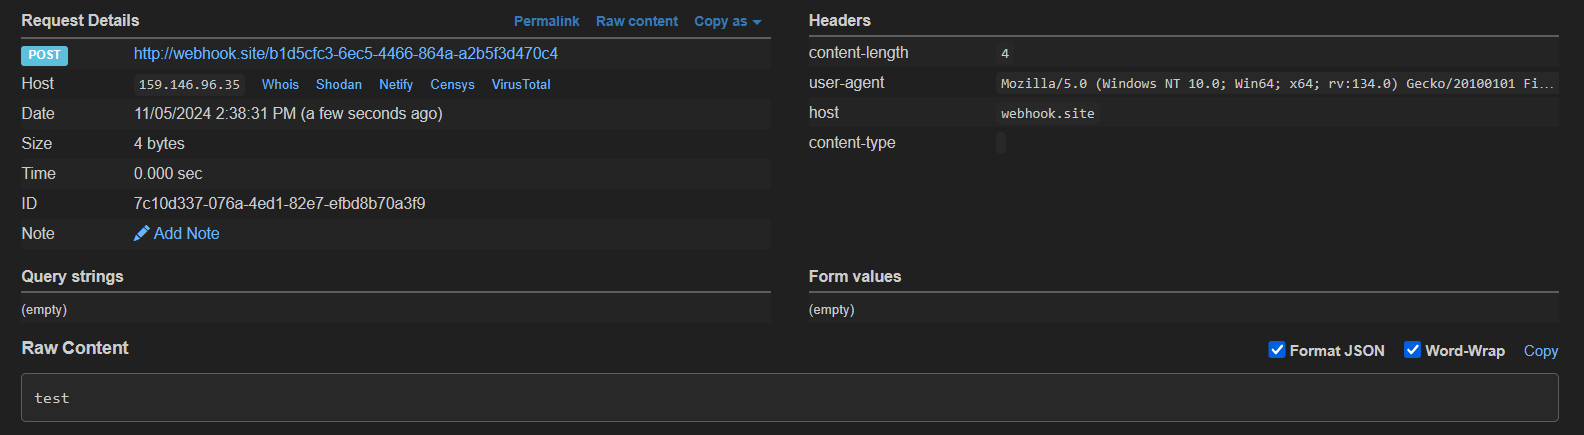 Request Details Permalink Raw content Copy as
POST http://webhook.site/b1d5cfc3-6ec5-4466-864a-a2b5f3d470c4
Host 159.146.96.35 Whois Shodan Netify Censys VirusTotal
Date 11/05/2024 2:38:31 PM (a few seconds ago)
Size 4 bytes
Time 0.000 sec
ID 7c10d337-076a-4ed1-82e7-efbd8b70a3f9
Note Add Note
Headers
content-length 4
user-agent Mozilla/5.0 (Windows NT 10.0; Win64; x64; rv:134.0) Gecko/20100101 Fi...
host webhook.site
content-type
Query strings
(empty)
Form values
(empty)
Raw Content
Format JSON Word-Wrap Copy
test